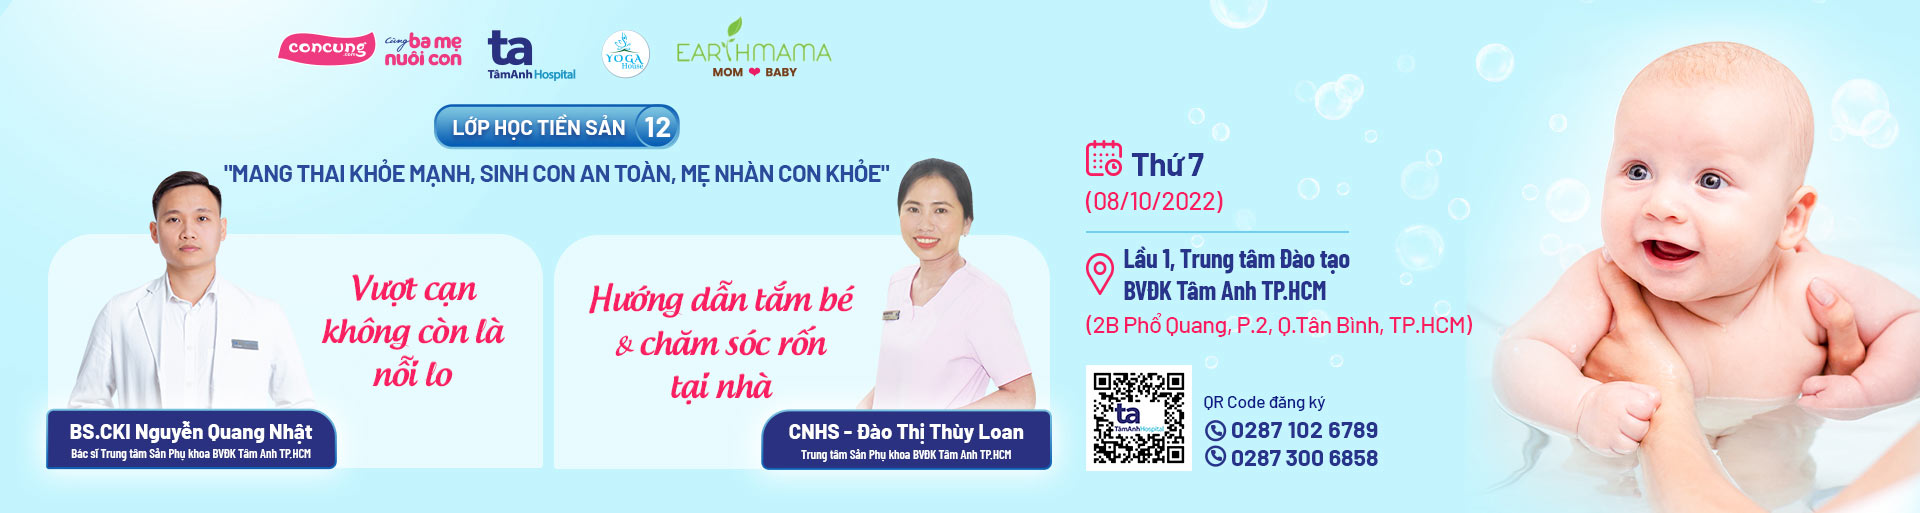 concung
.com
Cùng ba mẹ
nuôi con
ta
TâmAnh Hospital
YOGA
House
EARTHMAMA
MOM BABY
LỚP HỌC TIỀN SẢN 12
"MANG THAI KHỎE MẠNH, SINH CON AN TOÀN, MẸ NHÀN CON KHỎE"
Vượt cạn
không còn là
nỗi lo
BS.CKI Nguyễn Quang Nhật
Bác sĩ Trung tâm Sản Phụ khoa BVĐK Tâm Anh TP.HCM
Hướng dẫn tắm bé
& chăm sóc rốn
tại nhà
CNHS - Đào Thị Thùy Loan
Trung tâm Sản Phụ khoa BVĐK Tâm Anh TP.HCM
Thứ 7
(08/10/2022)
Lầu 1, Trung tâm Đào tạo
BVĐK Tâm Anh TP.HCM
(2B Phổ Quang, P.2, Q.Tân Bình, TP.HCM)
ta
TâmAnh Hospital
QR Code đăng ký
0287 102 6789
0287 300 6858